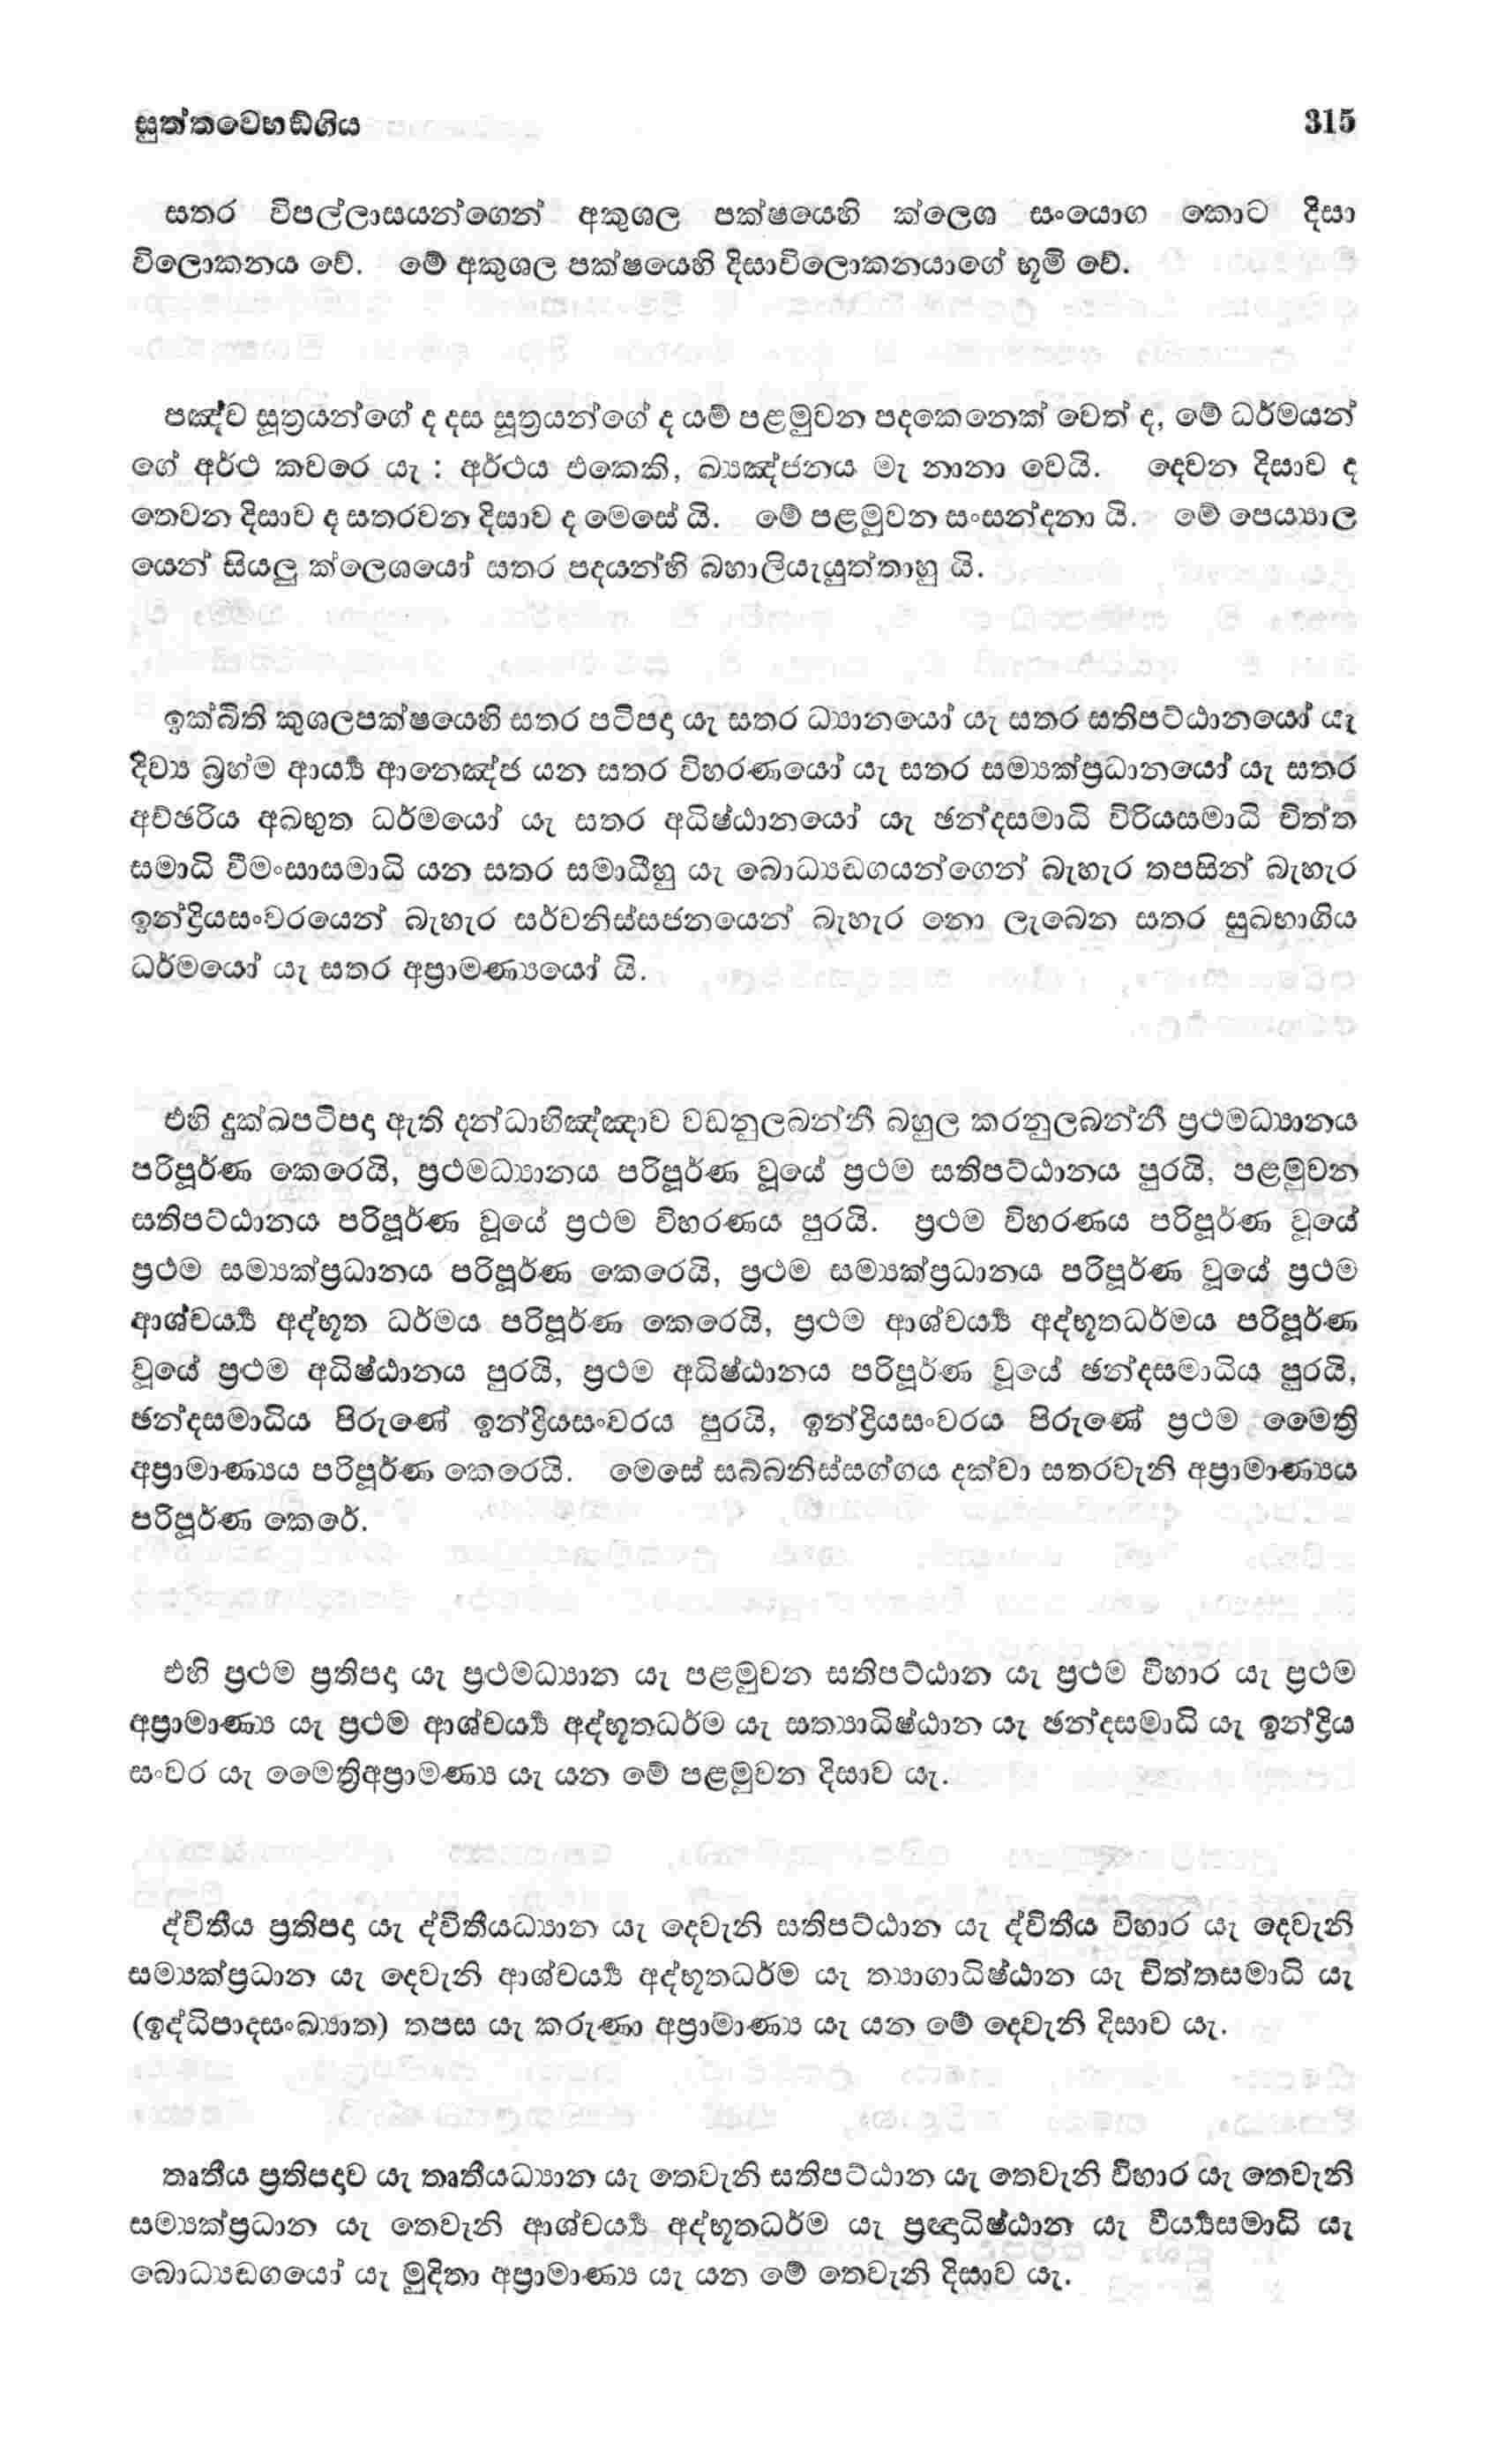 සුත්තවෙභඞ්ගිය 315
සතර විපල්ලාසයන්ගෙන් අකුශල පක්ෂයෙහි ක්ලෙශ සංයොග කොට දිසා
විලොකනය වේ. මේ අකුශල පක්ෂයෙහි දිසාවිලොකනයාගේ භූමි වේ.
පඤ්ච සූත්‍රයන්ගේ ද දස සූත්‍රයන්ගේ ද යම් පළමුවන පදකෙනෙක් වෙත් ද, මේ ධර්මයන්
ගේ අර්ථ කවරෙ යැ : අර්ථය එකෙකි, ඛ්‍යඤ්ජනය මැ නානා වෙයි. දෙවන දිසාව ද
තෙවන දිසාව ද සතරවන දිසාව ද මෙසේ යි. මේ පළමුවන සංසන්දනා යි. මේ පෙය්‍යාල
යෙන් සියලු ක්ලෙශයෝ සතර පදයන්හි බහාලියැයුත්තාහු යි.
ඉක්බිති කුශලපක්ෂයෙහි සතර පටිපද යැ සතර ධ්‍යානයෝ යැ සතර සතිපට්ඨානයෝ යැ
දිව්‍ය බ්‍රහ්ම ආර්‍ය්‍ය ආනෙඤ්ජ යන සතර විහරණයෝ යැ සතර සම්‍යක්ප්‍රධානයෝ යැ සතර
අච්ඡරිය අඛභුත ධර්මයෝ යැ සතර අධිෂ්ඨානයෝ යැ ඡන්දසමාධි විරියසමාධි චිත්ත
සමාධි වීමංසාසමාධි යන සතර සමාධීහු යැ බොධ්‍යඩගයන්ගෙන් බැහැර තපසින් බැහැර
ඉන්ද්‍රියසංවරයෙන් බැහැර සර්වනිස්සජනයෙන් බැහැර නො ලැබෙන සතර සුඛභාගිය
ධර්මයෝ යැ සතර අප්‍රාමණ්‍යයෝ යි.
එහි දුක්ඛපටිපද ඇති දන්ධාභිඤ්ඤාව වඩනුලබන්නී බහුල කරනුලබන්නී ප්‍රථමධ්‍යානය
පරිපූර්ණ කෙරෙයි, ප්‍රථමධ්‍යානය පරිපූර්ණ වූයේ ප්‍රථම සතිපට්ඨානය පුරයි, පළමුවන
සතිපට්ඨානය පරිපූර්ණ වූයේ ප්‍රථම විහරණය පුරයි. ප්‍රථම විහරණය පරිපූර්ණ වූයේ
ප්‍රථම සම්‍යක්ප්‍රධානය පරිපූර්ණ කෙරෙයි, ප්‍රථම සම්‍යක්ප්‍රධානය පරිපූර්ණ වූයේ ප්‍රථම
ආශ්චර්‍ය්‍ය අද්භූත ධර්මය පරිපූර්ණ කෙරෙයි, ප්‍රථම ආශ්චර්‍ය්‍ය අද්භූතධර්මය පරිපූර්ණ
වූයේ ප්‍රථම අධිෂ්ඨානය පුරයි, ප්‍රථම අධිෂ්ඨානය පරිපූර්ණ වූයේ ඡන්දසමාධිය පුරයි,
ඡන්දසමාධිය පිරුණේ ඉන්ද්‍රියසංවරය පුරයි, ඉන්ද්‍රියසංවරය පිරුණේ ප්‍රථම මෛත්‍රි
අප්‍රාමාණ්‍යය පරිපූර්ණ කෙරෙයි. මෙසේ සබ්බනිස්සග්ගය දක්වා සතරවැනි අප්‍රාමාණ්‍යය
පරිපූර්ණ කෙරේ.
එහි ප්‍රථම ප්‍රතිපද යැ ප්‍රථමධ්‍යාන යැ පළමුවන සතිපට්ඨාන යැ ප්‍රථම විහාර යැ ප්‍රථම
අප්‍රාමාණ්‍ය යැ ප්‍රථම ආශ්චර්‍ය්‍ය අද්භූතධර්ම යැ සත්‍යාධිෂ්ඨාන යැ ඡන්දසමාධි යැ ඉන්ද්‍රිය
සංවර යැ මෛත්‍රිඅප්‍රාමණ්‍ය යැ යන මේ පළමුවන දිසාව යැ.
ද්විතීය ප්‍රතිපද යැ ද්විතීයධ්‍යාන යැ දෙවැනි සතිපට්ඨාන යැ ද්විතීය විහාර යැ දෙවැනි
සම්‍යක්ප්‍රධාන යැ දෙවැනි ආශ්චර්‍ය්‍ය අද්භූතධර්ම යැ ත්‍යාගාධිෂ්ඨාන යැ චිත්තසමාධි යැ
(ඉද්ධිපාදසංඛ්‍යාත) තපස යැ කරුණා අප්‍රාමාණ්‍ය යැ යන මේ දෙවැනි දිසාව යැ.
තෘතීය ප්‍රතිපදව යැ තෘතීයධ්‍යාන යැ තෙවැනි සතිපට්ඨාන යැ තෙවැනි විහාර යැ තෙවැනි
සම්‍යක්ප්‍රධාන යැ තෙවැනි ආශ්චර්‍ය්‍ය අද්භූතධර්ම යැ ප්‍රඥාධිෂ්ඨාන යැ වීර්‍ය්‍යසමාධි යැ
බොධ්‍යඩගයෝ යැ මුදිතා අප්‍රාමාණ්‍ය යැ යන මේ තෙවැනි දිසාව යැ.